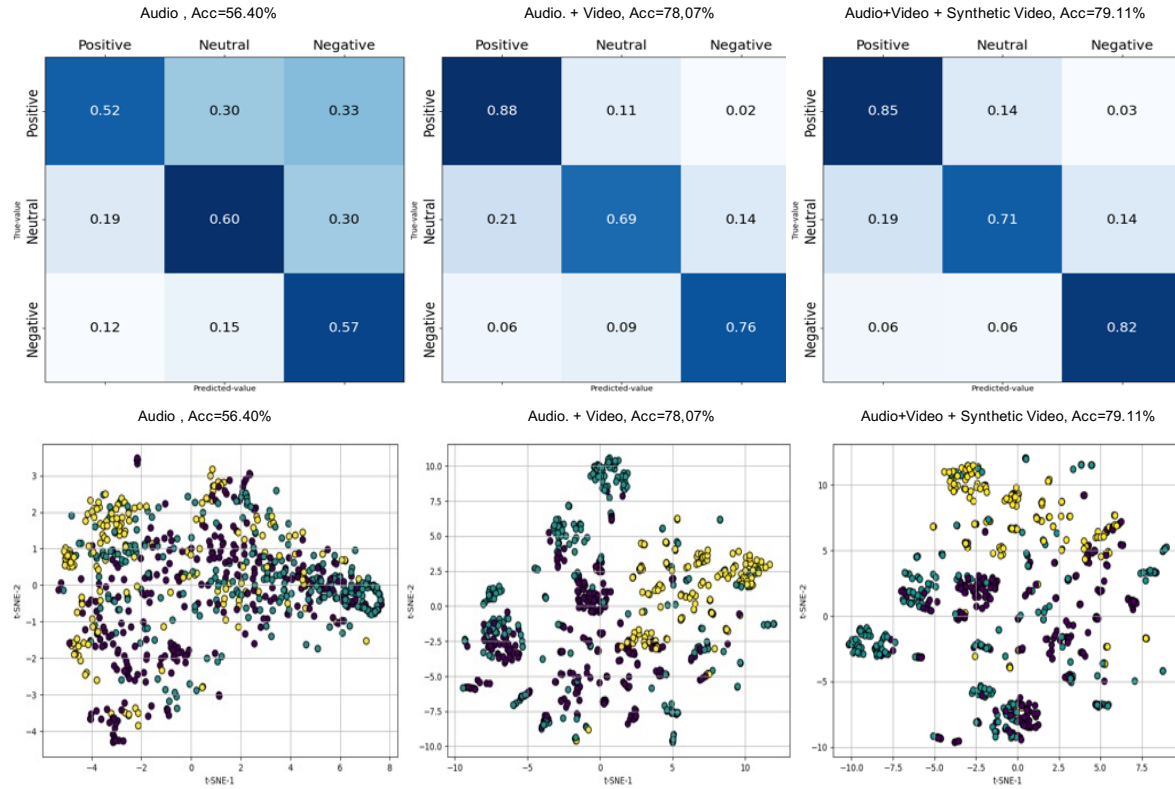 Audio , Acc=56.40%
Audio. + Video, Acc=78,07%
Audio+Video + Synthetic Video, Acc=79.11%
Positive Neutral Negative
Positive Neutral Negative
Positive Neutral Negative
Positive 0.52 0.30 0.33
Positive 0.88 0.11 0.02
Positive 0.85 0.14 0.03
True-value
Neutral 0.19 0.60 0.30
True-value
Neutral 0.21 0.69 0.14
True-value
Neutral 0.19 0.71 0.14
Negative 0.12 0.15 0.57
Negative 0.06 0.09 0.76
Negative 0.06 0.06 0.82
Predicted-value
Predicted-value
Predicted-value
Audio , Acc=56.40%
Audio. + Video, Acc=78,07%
Audio+Video + Synthetic Video, Acc=79.11%
t-SNE-2
3
2
1
0
−1
−2
−3
−4
−4 −2 0 2 4 6 8
t-SNE-1
t-SNE-2
10.0
7.5
5.0
2.5
0.0
−2.5
−5.0
−7.5
−10.0
−10 −5 0 5 10
t-SNE-1
t-SNE-2
10
5
0
−5
−10
−10.0 −7.5 −5.0 −2.5 0.0 2.5 5.0 7.5
t-SNE-1